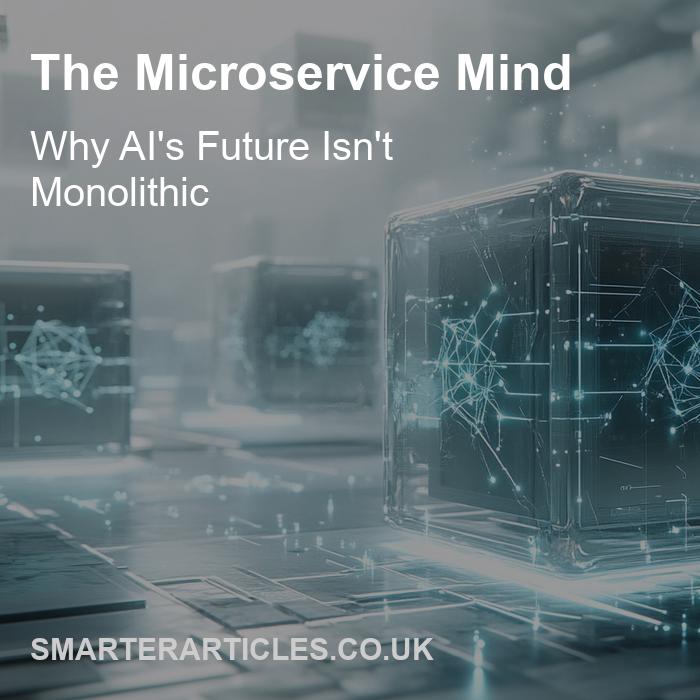 The Microservice Mind
Why AI's Future Isn't
Monolithic
SMARTERARTICLES.CO.UK